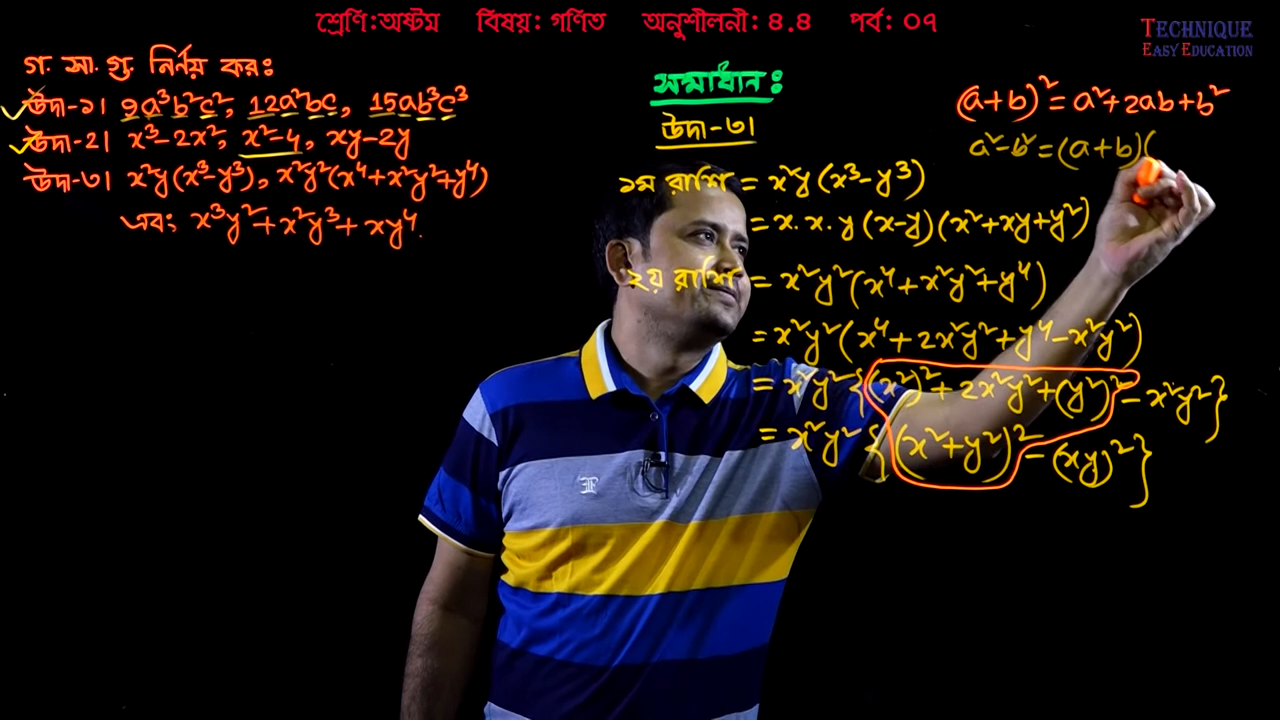 শ্রেণি:অষ্টম বিষয়: গণিত অনুশীলনী: ৪.৪ পর্ব: ০৭
TECHNIQUE
EASY EDUCATION
গ. সা. গু. নির্ণয় কর:
উদা-১। 9a³b²c², 12a²bc, 15ab³c³
উদা-2। x³-2x², x²-4, xy-2y
উদা-৩। x²y(x³-y³), x²y²(x⁴+x²y²+y⁴)
এবং x³y²+x²y³+xy⁴.
সমাধান:
উদা-৩।
(a+b)²=a²+2ab+b²
a²-b²=(a+b)(
১ম রাশি = x²y(x³-y³)
= x.x.y(x-y)(x²+xy+y²)
২য় রাশি = x²y²(x⁴+x²y²+y⁴)
= x²y²(x⁴+2x²y²+y⁴-x²y²)
= x²y²{(x²)²+2x²y²+(y²)²-x²y²}
= x²y²{(x²+y²)²-(xy)²}